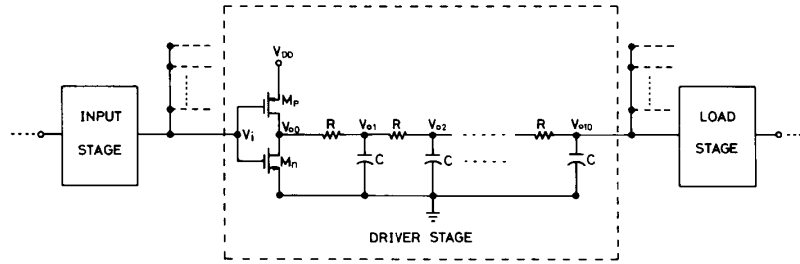 V_DD
M_P
INPUT
STAGE
V_i
V_o0
R
V_o1
R
V_o2
R
V_o10
LOAD
STAGE
M_n
C
C
C
DRIVER STAGE